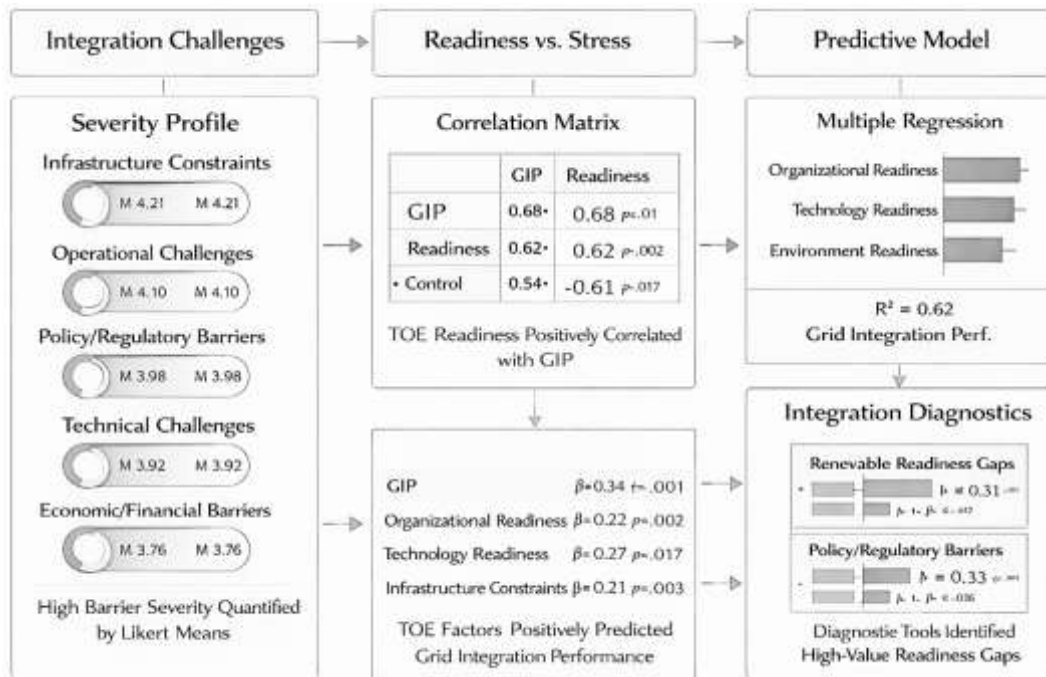 Integration Challenges
Readiness vs. Stress
Predictive Model
Severity Profile
Infrastructure Constraints
M 4.21 M 4.21
Operational Challenges
M 4.10 M 4.10
Policy/Regulatory Barriers
M 3.98 M 3.98
Technical Challenges
M 3.92 M 3.92
Economic/Financial Barriers
M 3.76 M 3.76
High Barrier Severity Quantified
by Likert Means
Correlation Matrix
GIP Readiness
GIP 0.68• 0.68 p=.01
Readiness 0.62• 0.62 p-.002
• Control 0.54• -0.61 p-.017
TOE Readiness Positively Correlated
with GIP
GIP β=0.34 t=.001
Organizational Readiness β=0.22 p=.002
Technology Readiness β=0.27 p=.017
Infrastructure Constraints β=0.21 p=.003
TOE Factors Positively Predicted
Grid Integration Performance
Multiple Regression
Organizational Readiness
Technology Readiness
Environment Readiness
R² = 0.62
Grid Integration Perf.
Integration Diagnostics
Renevable Readiness Gaps
= 0.31
Policy/Regulatory Barriers
= 0.33
Diagnostie Tools Identified
High-Value Readiness Gaps